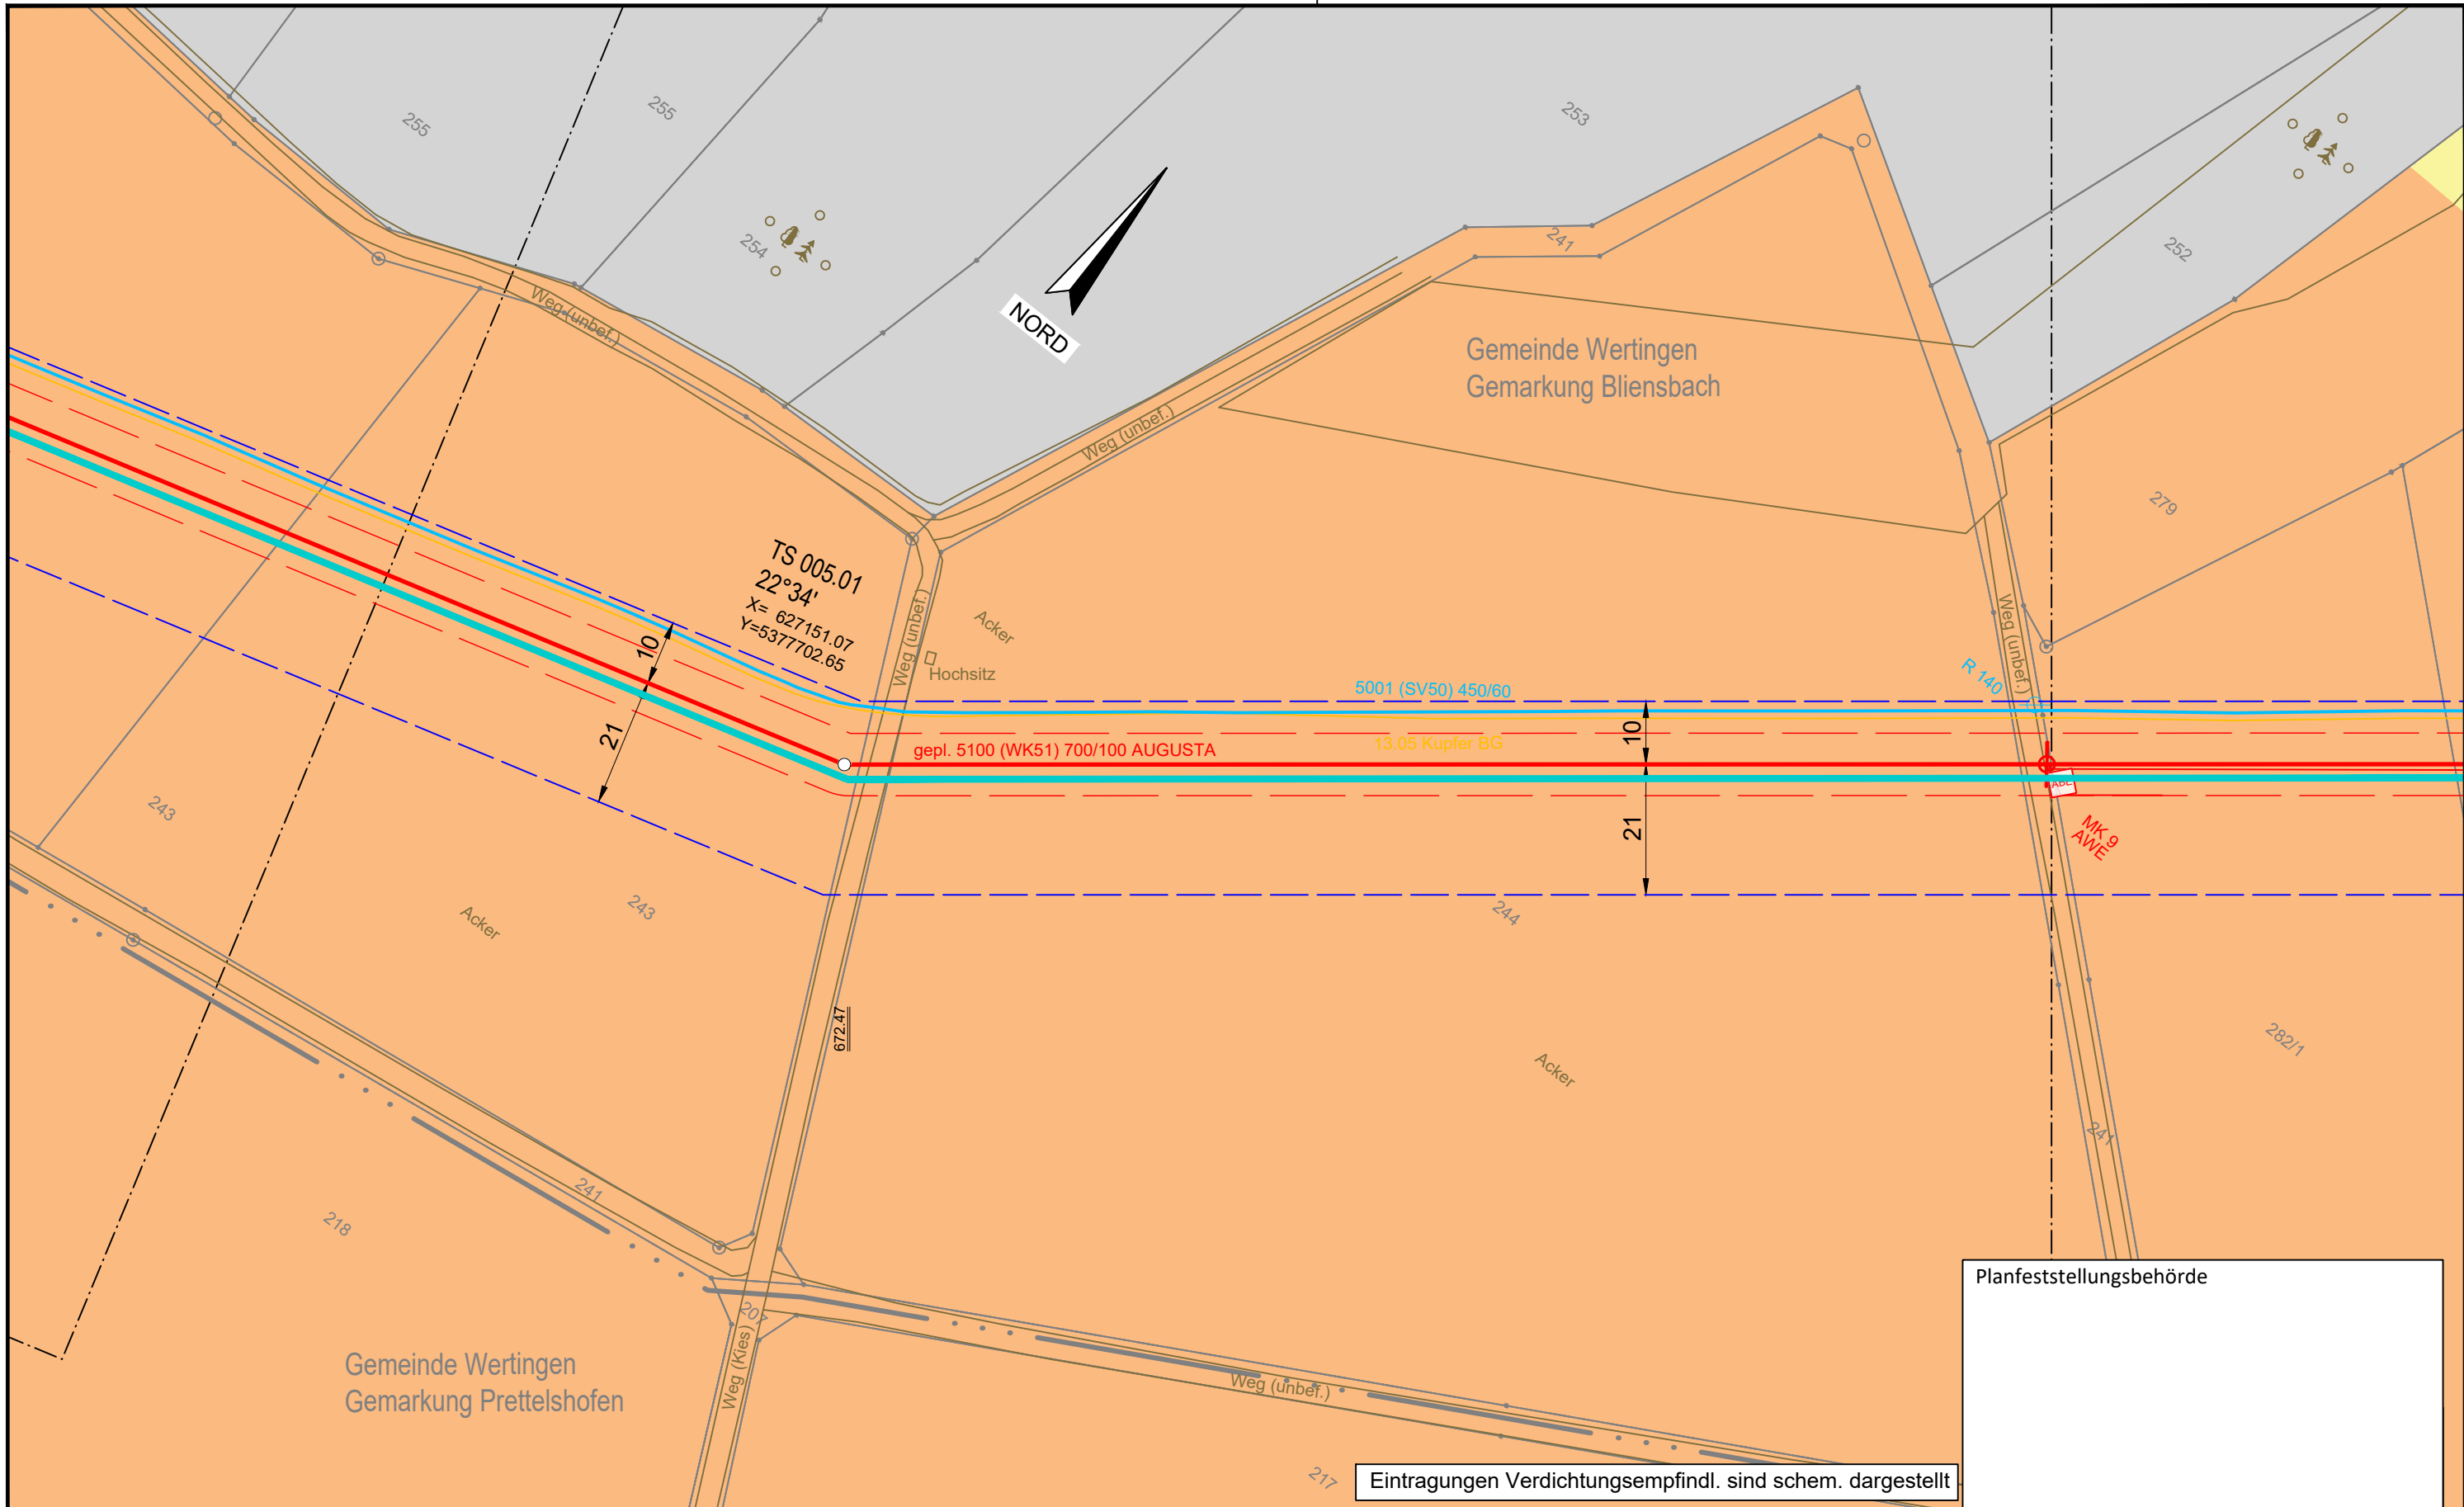 255
255
253
254
241
252
NORD
Weg (unbef.)
Gemeinde Wertingen
Gemarkung Bliensbach
Weg (unbef.)
279
TS 005.01
22°34'
X= 627151.07
Y=5377702.65
Weg (unbef.)
Acker
Hochsitz
Weg (unbef.)
10
21
5001 (SV50) 450/60
R 140
gepl. 5100 (WK51) 700/100 AUGUSTA
13.05 Kupfer BG
10
21
ABL
MK 9
AWE
243
243
Acker
244
672.47
Acker
282/1
241
241
218
207
Weg (Kies)
Gemeinde Wertingen
Gemarkung Prettelshofen
Weg (unbef.)
217
Planfeststellungsbehörde
Eintragungen Verdichtungsempfindl. sind schem. dargestellt